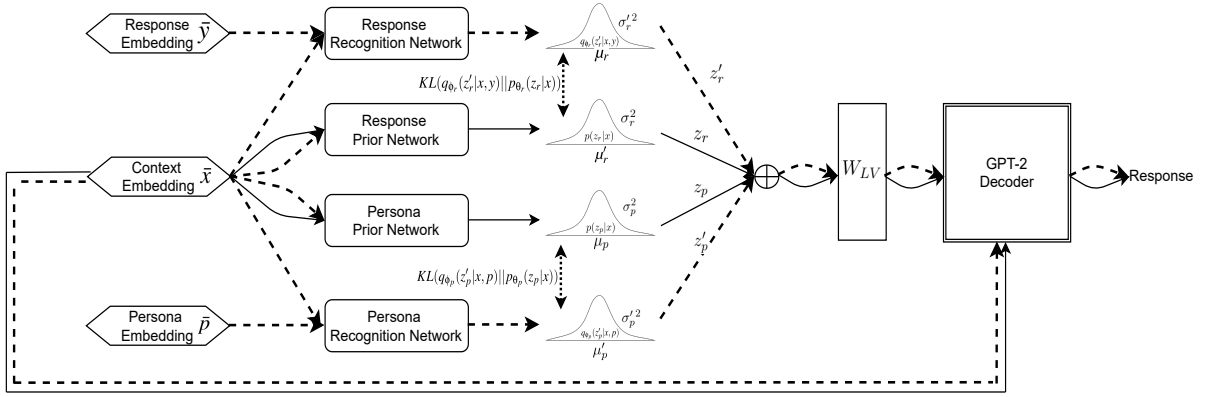 Response
Embedding ȳ
Response
Recognition Network
σ′r²
qϕr(z′r|x,y)
μr
z′r
KL(qϕr(z′r|x,y)||pθr(zr|x))
Response
Prior Network
σr²
p(zr|x)
μ′r
zr
Context
Embedding x̄
WLV
GPT-2
Decoder
Response
Persona
Prior Network
σp²
p(zp|x)
μp
zp
z′p
KL(qϕp(z′p|x,p)||pθp(zp|x))
Persona
Embedding p̄
Persona
Recognition Network
σ′p²
qϕp(z′p|x,p)
μ′p